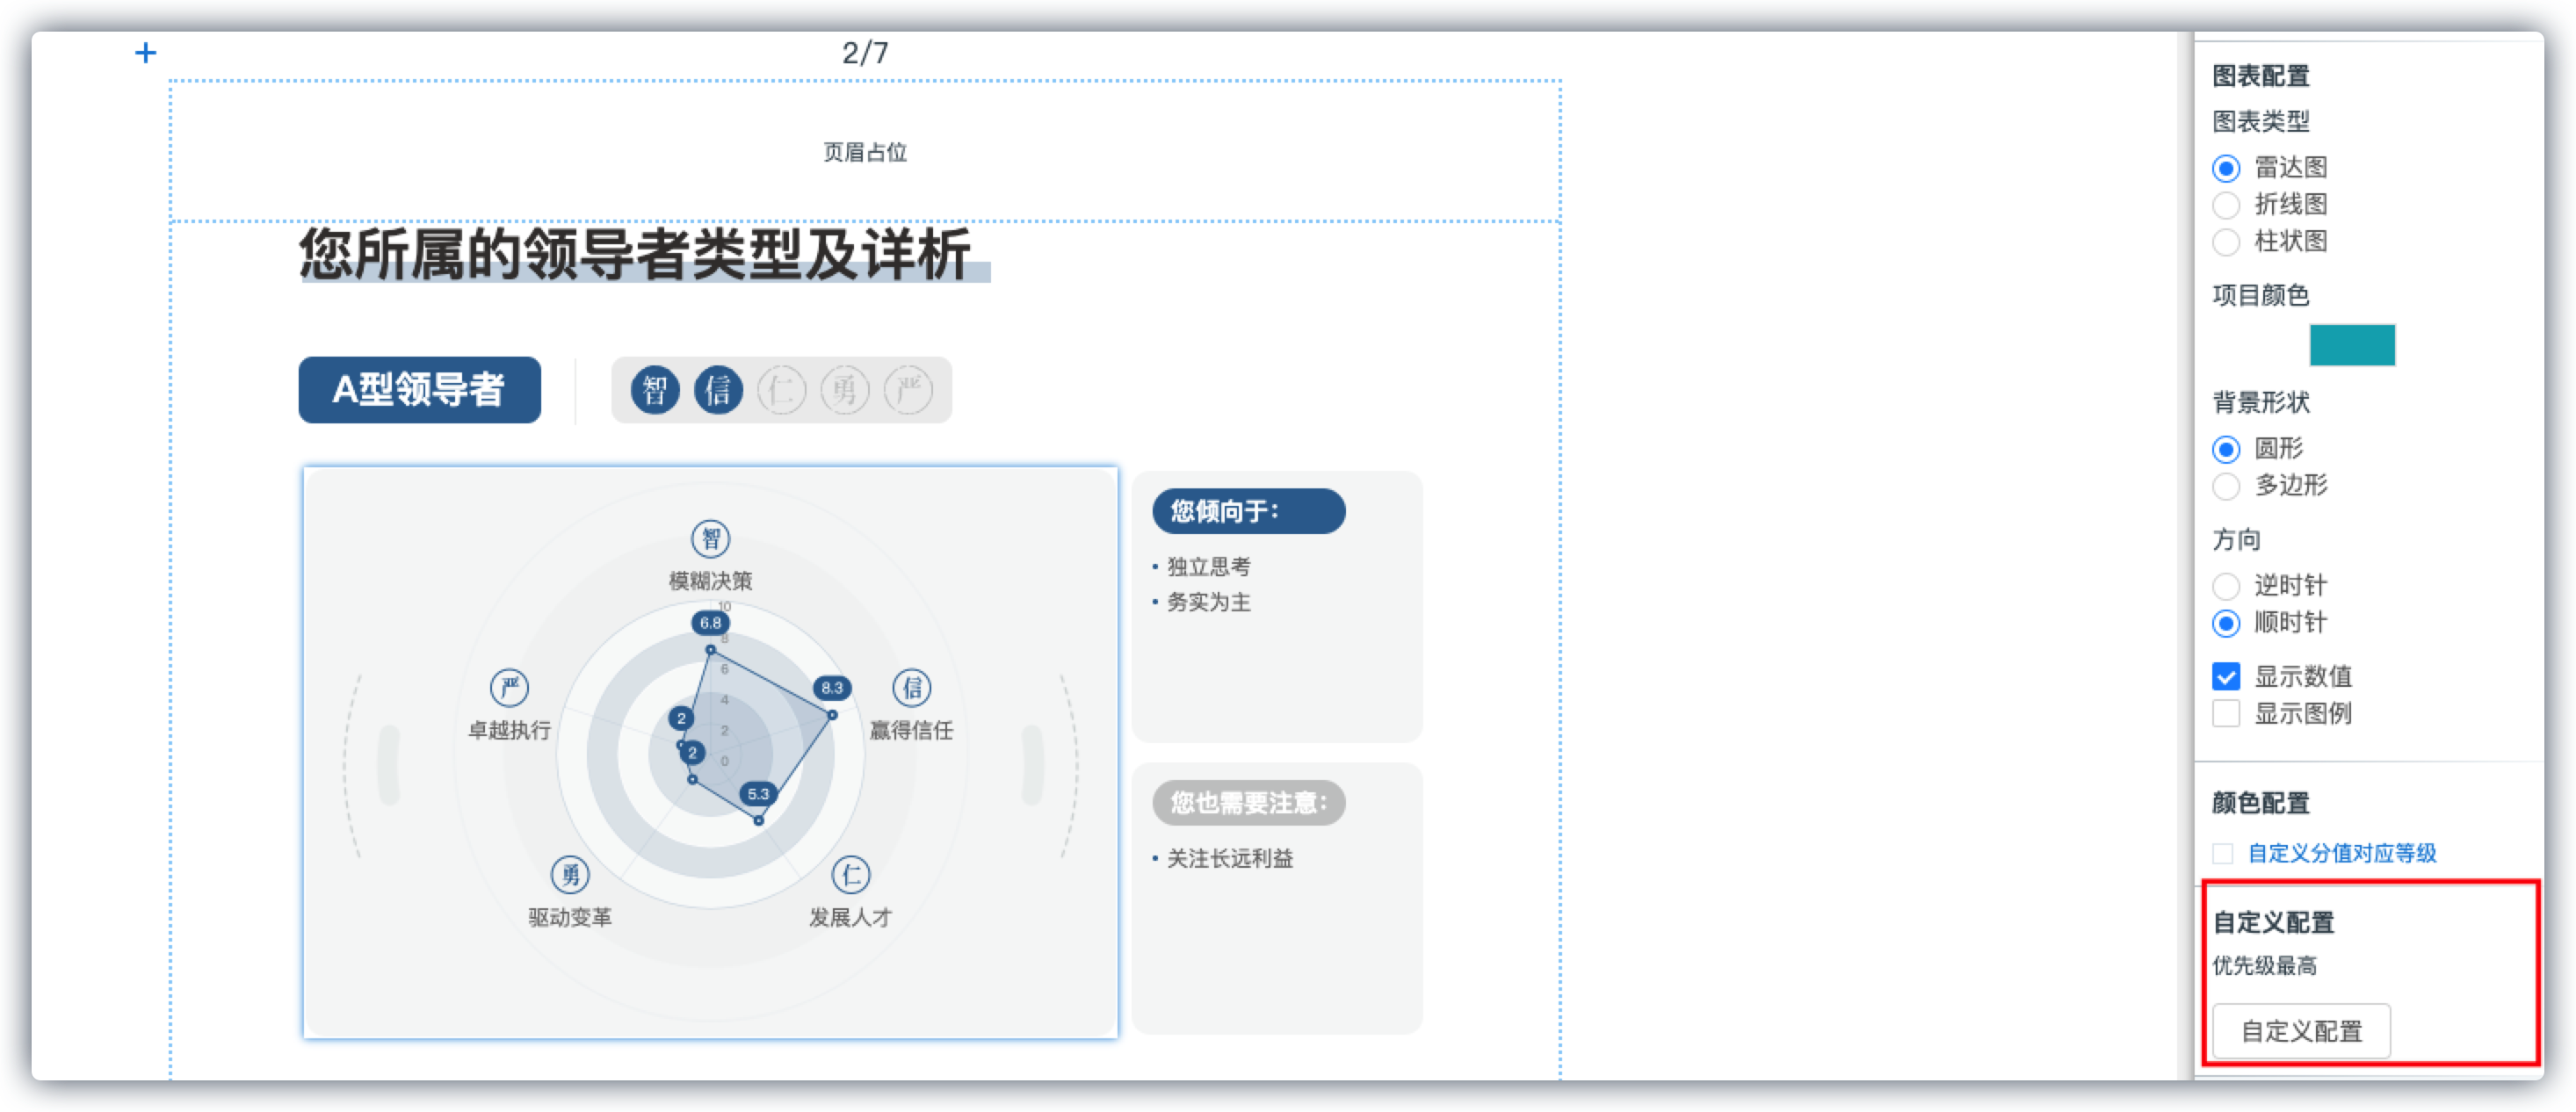 +
2/7
页眉占位
您所属的领导者类型及详析
A型领导者
智 信 仁 勇 严
智
模糊决策
10
6.8
8
6
4
2
0
8.3
信
赢得信任
5.3
仁
发展人才
2
勇
驱动变革
2
严
卓越执行
您倾向于：
• 独立思考
• 务实为主
您也需要注意：
• 关注长远利益
图表配置
图表类型
雷达图
折线图
柱状图
项目颜色
背景形状
圆形
多边形
方向
逆时针
顺时针
显示数值
显示图例
颜色配置
自定义分值对应等级
自定义配置
优先级最高
自定义配置